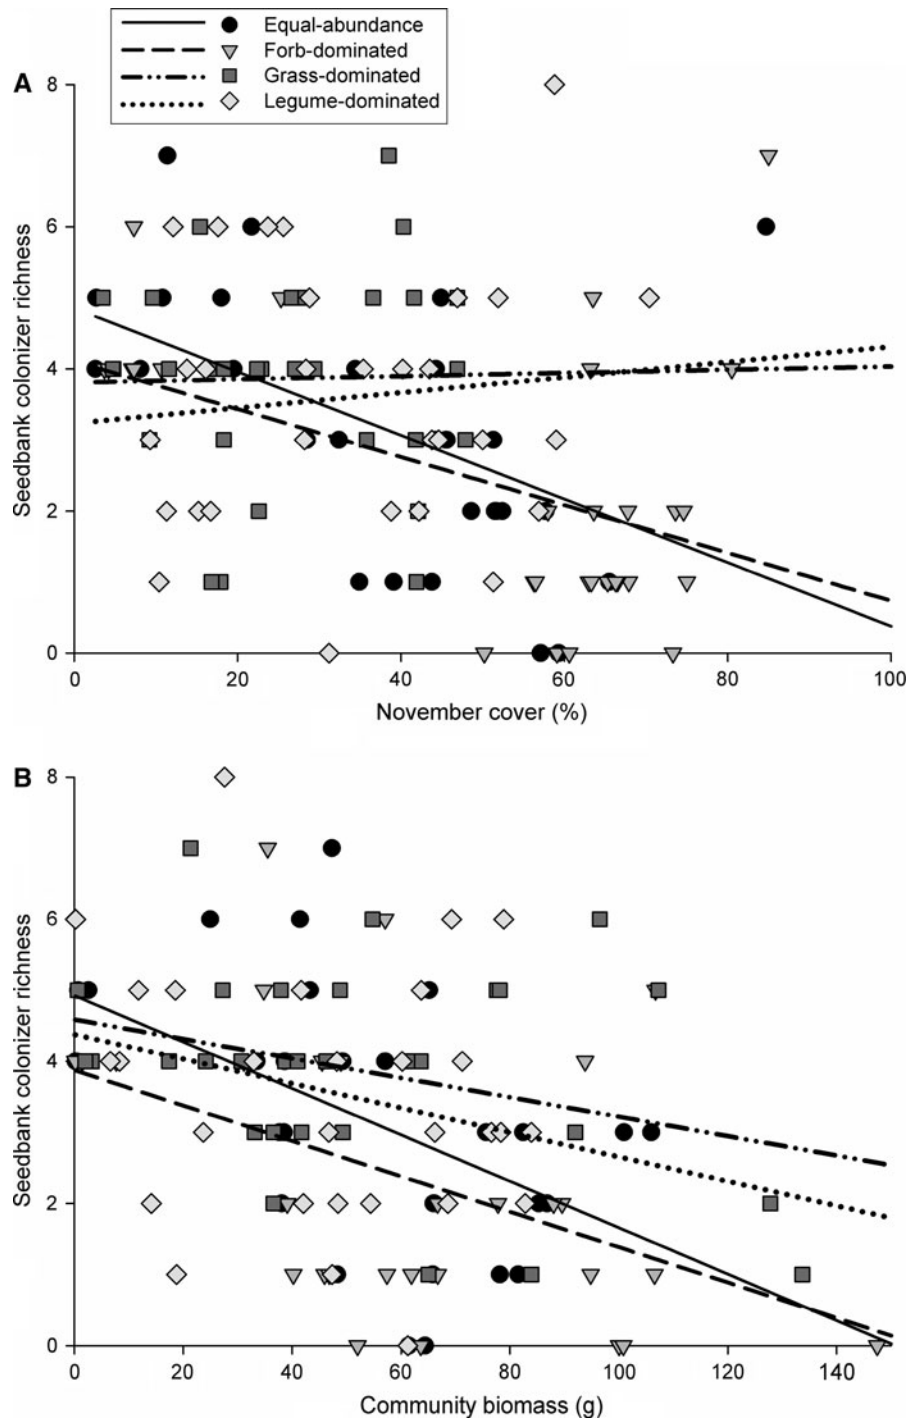 Equal-abundance
Forb-dominated
Grass-dominated
Legume-dominated
A
8
6
4
2
0
Seedbank colonizer richness
0 20 40 60 80 100
November cover (%)
B
8
6
4
2
0
Seedbank colonizer richness
0 20 40 60 80 100 120 140
Community biomass (g)